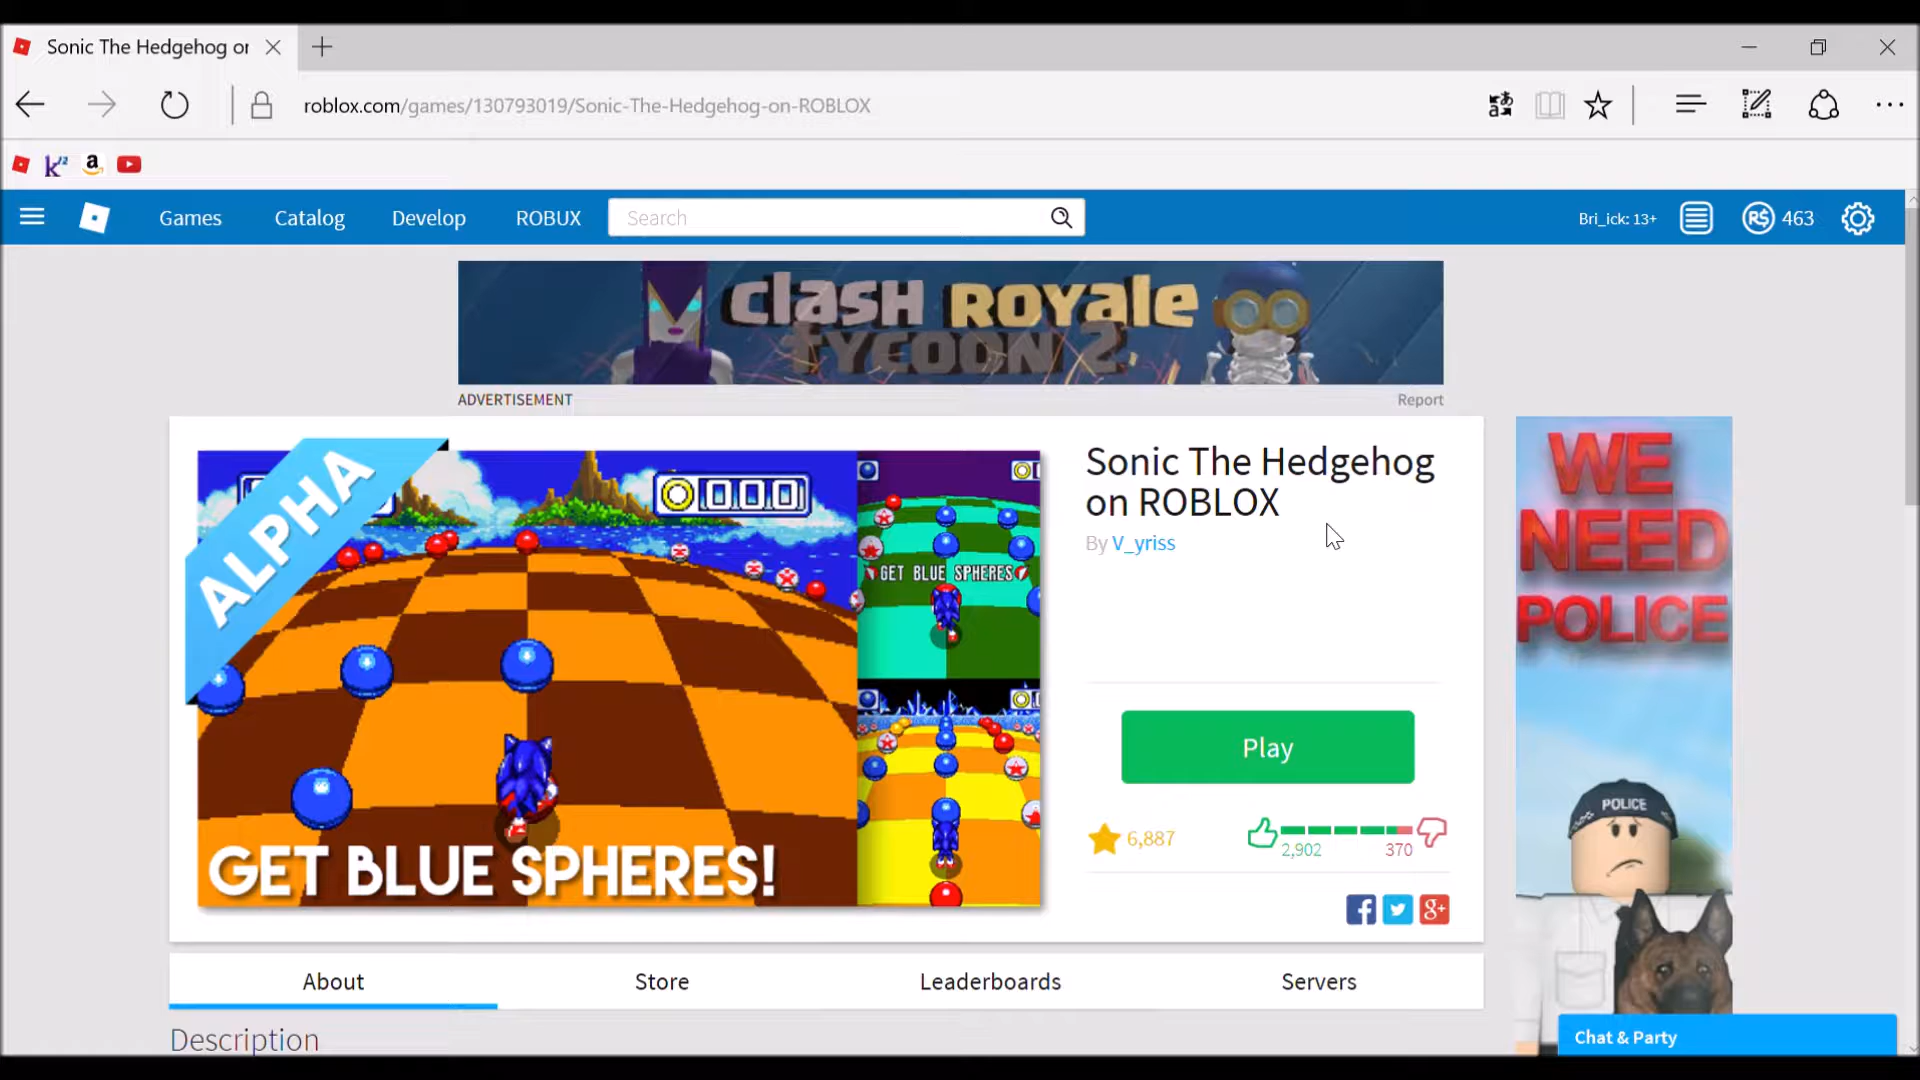 Sonic The Hedgehog or
roblox.com/games/130793019/Sonic-The-Hedgehog-on-ROBLOX
Games Catalog Develop ROBUX Search Bri_ick: 13+ R$ 463
CLASH ROYALE
TYCOON 2
ADVERTISEMENT Report
ALPHA
000
GET BLUE SPHERES
GET BLUE SPHERES!
Sonic The Hedgehog
on ROBLOX
By V_yriss
Play
6,887
2,902 370
WE
NEED
POLICE
POLICE
About Store Leaderboards Servers
Description
Chat & Party